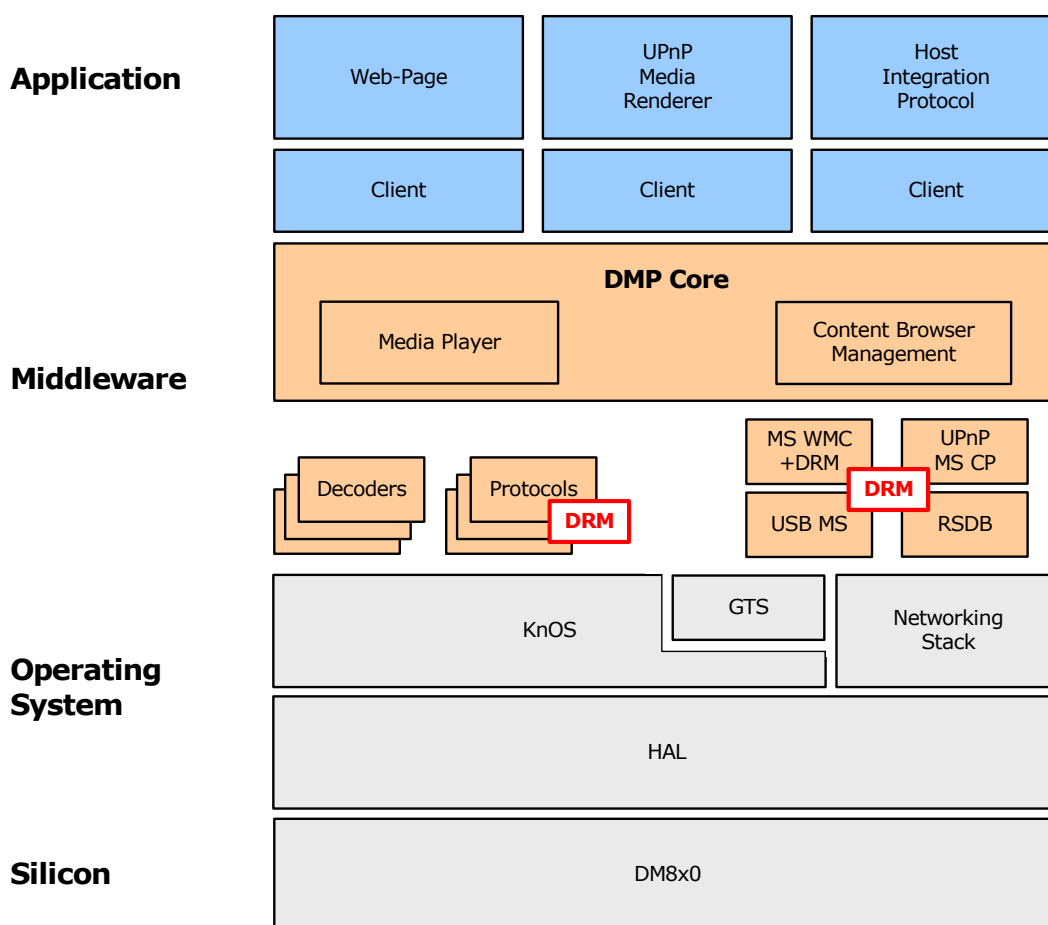 Application
Web-Page
UPnP
Media
Renderer
Host
Integration
Protocol
Client
Client
Client
Middleware
DMP Core
Media Player
Content Browser
Management
Decoders
Protocols
DRM
MS WMC
+DRM
UPnP
MS CP
DRM
USB MS
RSDB
Operating
System
KnOS
GTS
Networking
Stack
HAL
Silicon
DM8x0